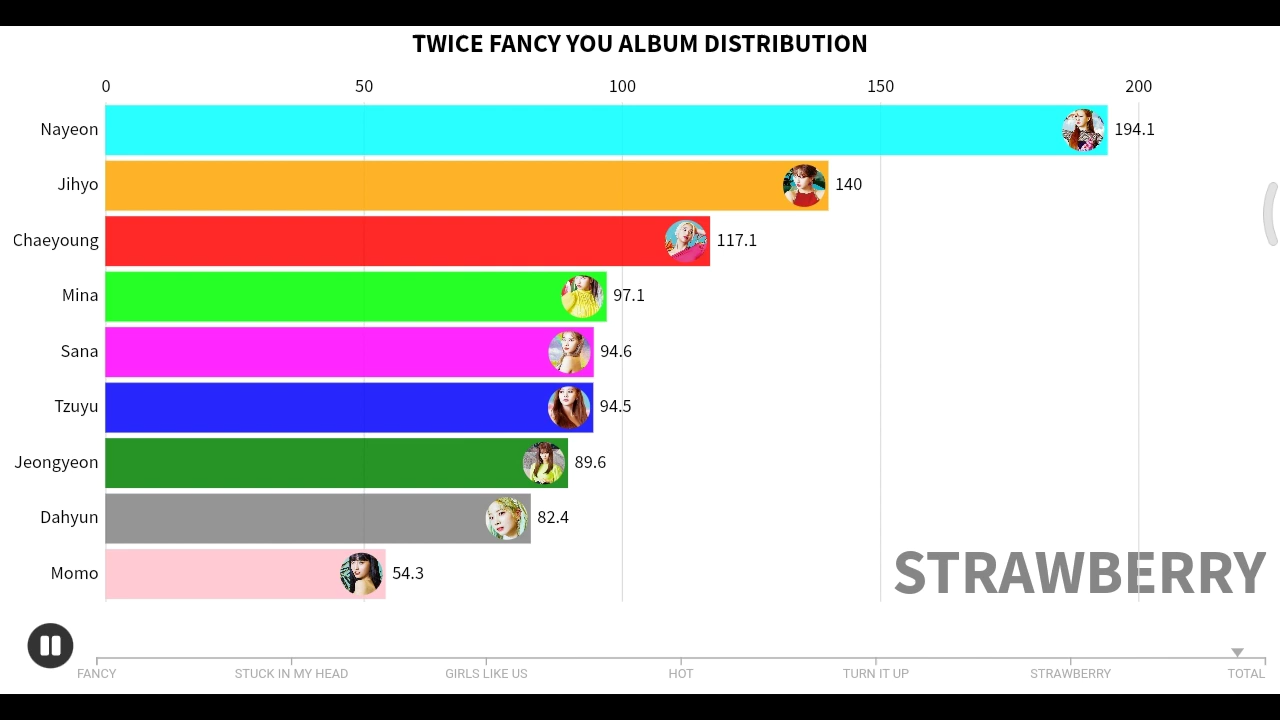 TWICE FANCY YOU ALBUM DISTRIBUTION
0 50 100 150 200
Nayeon 194.1
Jihyo 140
Chaeyoung 117.1
Mina 97.1
Sana 94.6
Tzuyu 94.5
Jeongyeon 89.6
Dahyun 82.4
Momo 54.3
STRAWBERRY
FANCY STUCK IN MY HEAD GIRLS LIKE US HOT TURN IT UP STRAWBERRY TOTAL